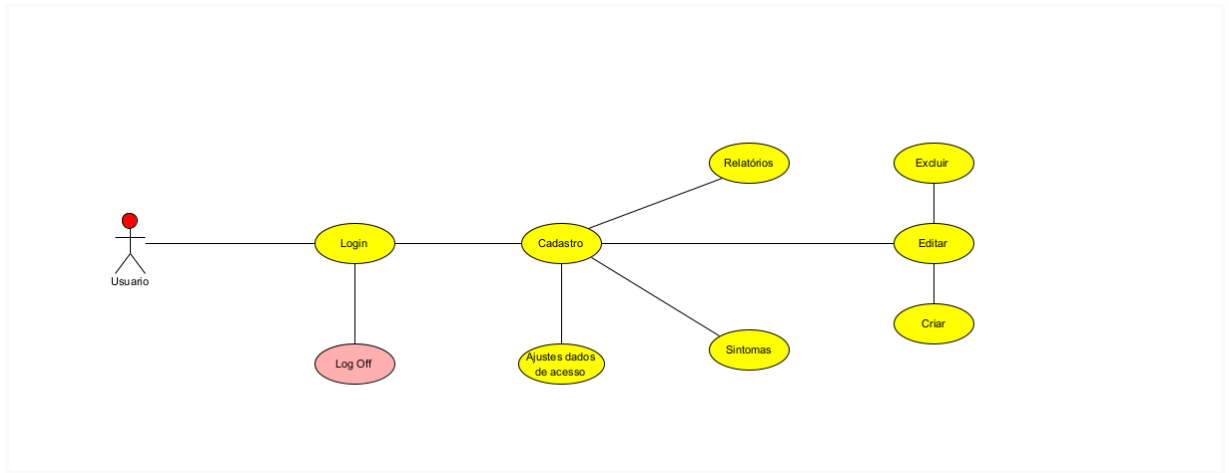 Relatórios
Excluir
Login
Cadastro
Editar
Usuario
Criar
Log Off
Ajustes dados
de acesso
Sintomas